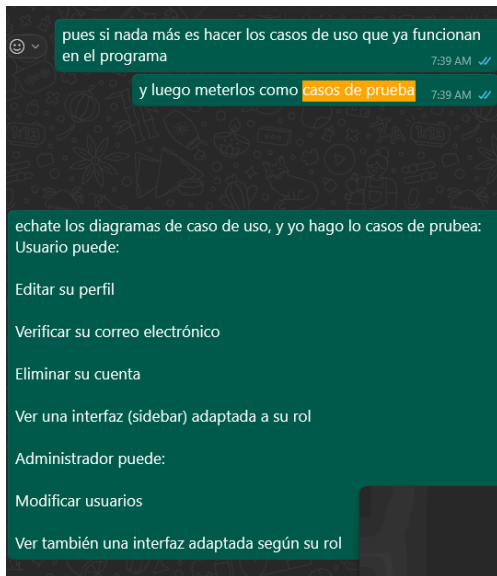 pues si nada más es hacer los casos de uso que ya funcionan
en el programa
7:39 AM
y luego meterlos como casos de prueba
7:39 AM
echate los diagramas de caso de uso, y yo hago lo casos de prubea:
Usuario puede:
Editar su perfil
Verificar su correo electrónico
Eliminar su cuenta
Ver una interfaz (sidebar) adaptada a su rol
Administrador puede:
Modificar usuarios
Ver también una interfaz adaptada según su rol